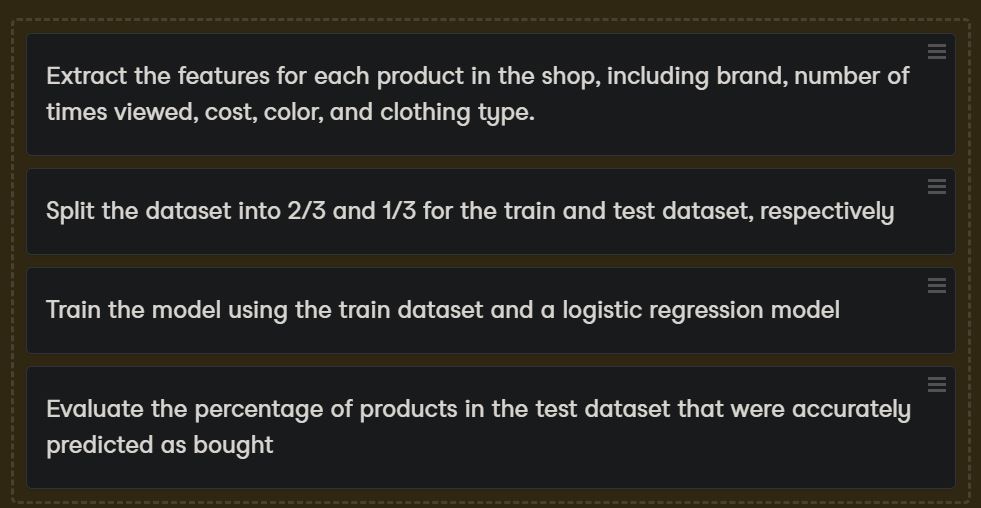 Extract the features for each product in the shop, including brand, number of
times viewed, cost, color, and clothing type.
Split the dataset into 2/3 and 1/3 for the train and test dataset, respectively
Train the model using the train dataset and a logistic regression model
Evaluate the percentage of products in the test dataset that were accurately
predicted as bought